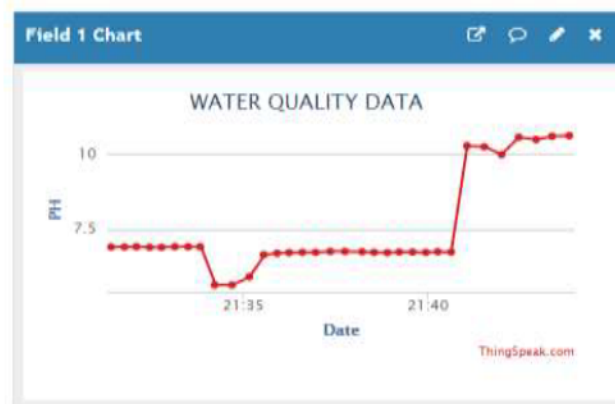 Field 1 Chart
WATER QUALITY DATA
10
7.5
PH
21:35
21:40
Date
ThingSpeak.com